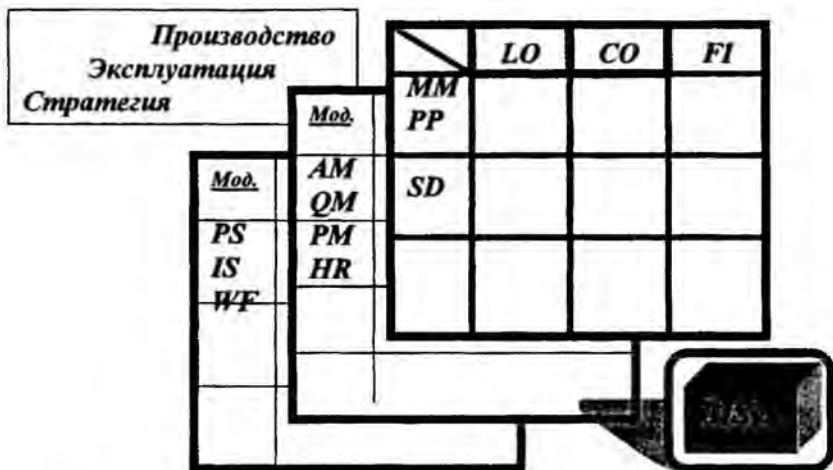 Производство
Эксплуатация
Стратегия
LO CO FI
MM
PP
SD
Мод.
AM
QM
PM
HR
Мод.
PS
IS
WF